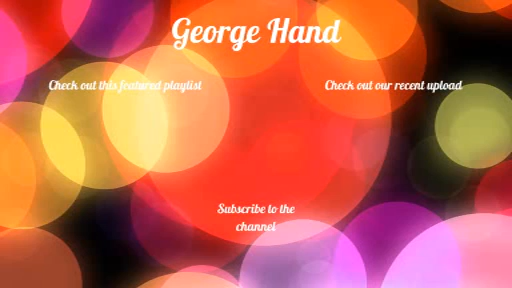 George Hand
Check out this featured playlist
Check out our recent upload
Subscribe to the
channel